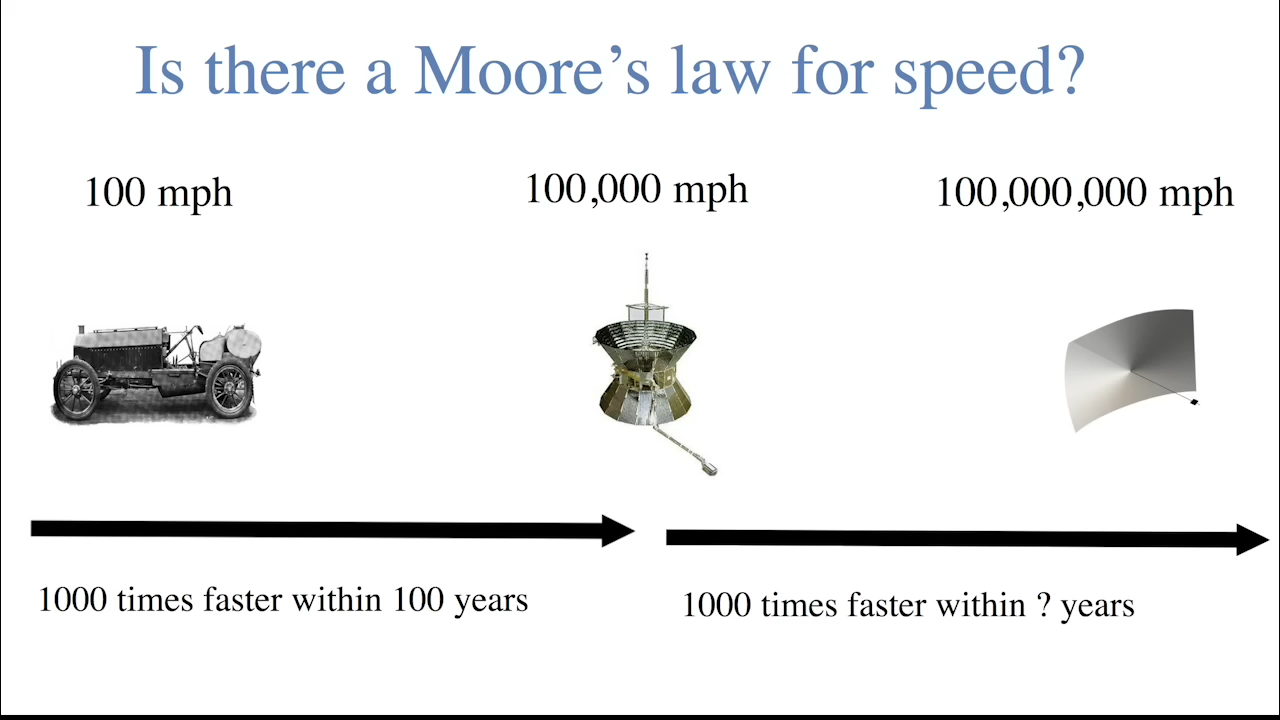 Is there a Moore’s law for speed?
100 mph
100,000 mph
100,000,000 mph
1000 times faster within 100 years
1000 times faster within ? years